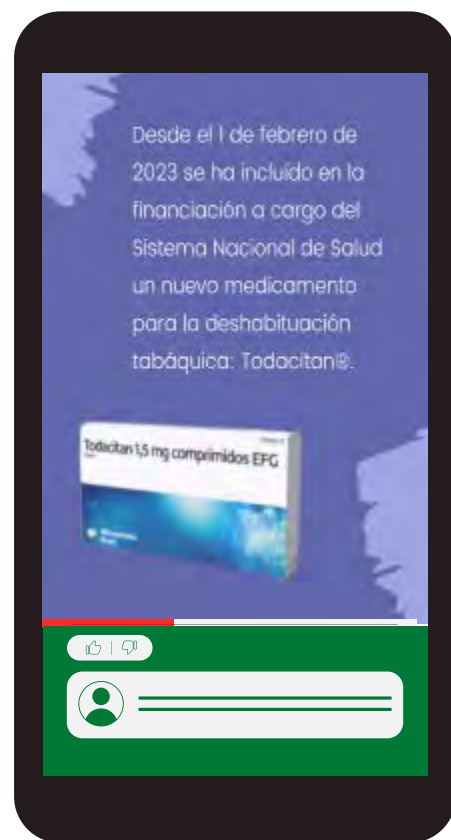 Desde el 1 de febrero de
2023 se ha incluido en la
financiación a cargo del
Sistema Nacional de Salud
un nuevo medicamento
para la deshabituación
tabáquica: Todacitan®.
Todacitan 1,5 mg comprimidos EFG